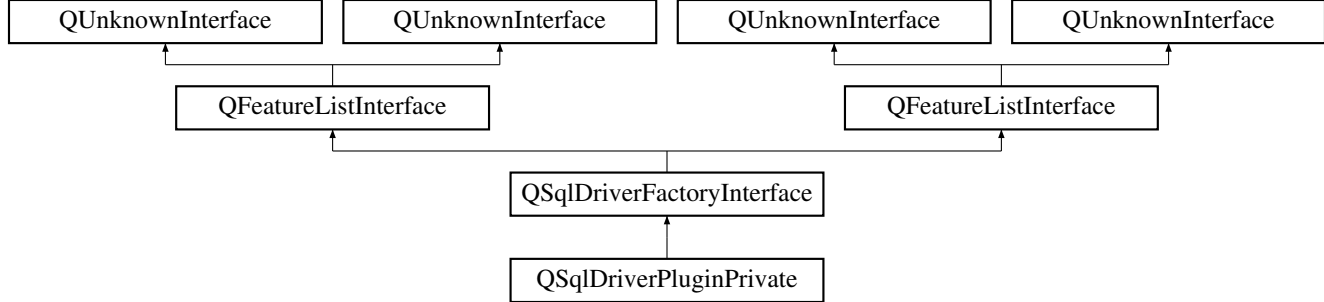 QUnknownInterface QUnknownInterface QUnknownInterface QUnknownInterface
QFeatureListInterface QFeatureListInterface
QSqlDriverFactoryInterface
QSqlDriverPluginPrivate